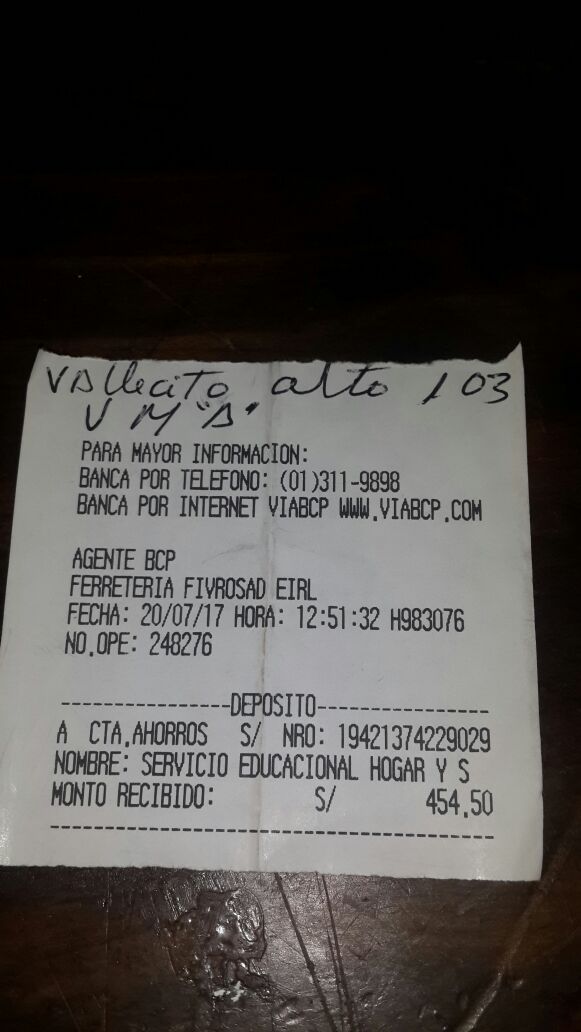 Vallecito alto 103
V M "A"
PARA MAYOR INFORMACION:
BANCA POR TELEFONO: (01)311-9898
BANCA POR INTERNET VIABCP WWW.VIABCP.COM
AGENTE BCP
FERRETERIA FIVROSAD EIRL
FECHA: 20/07/17 HORA: 12:51:32 H983076
NO.OPE: 248276
----------------DEPOSITO----------------
A CTA.AHORROS S/ NRO: 19421374229029
NOMBRE: SERVICIO EDUCACIONAL HOGAR Y S
MONTO RECIBIDO: S/ 454.50